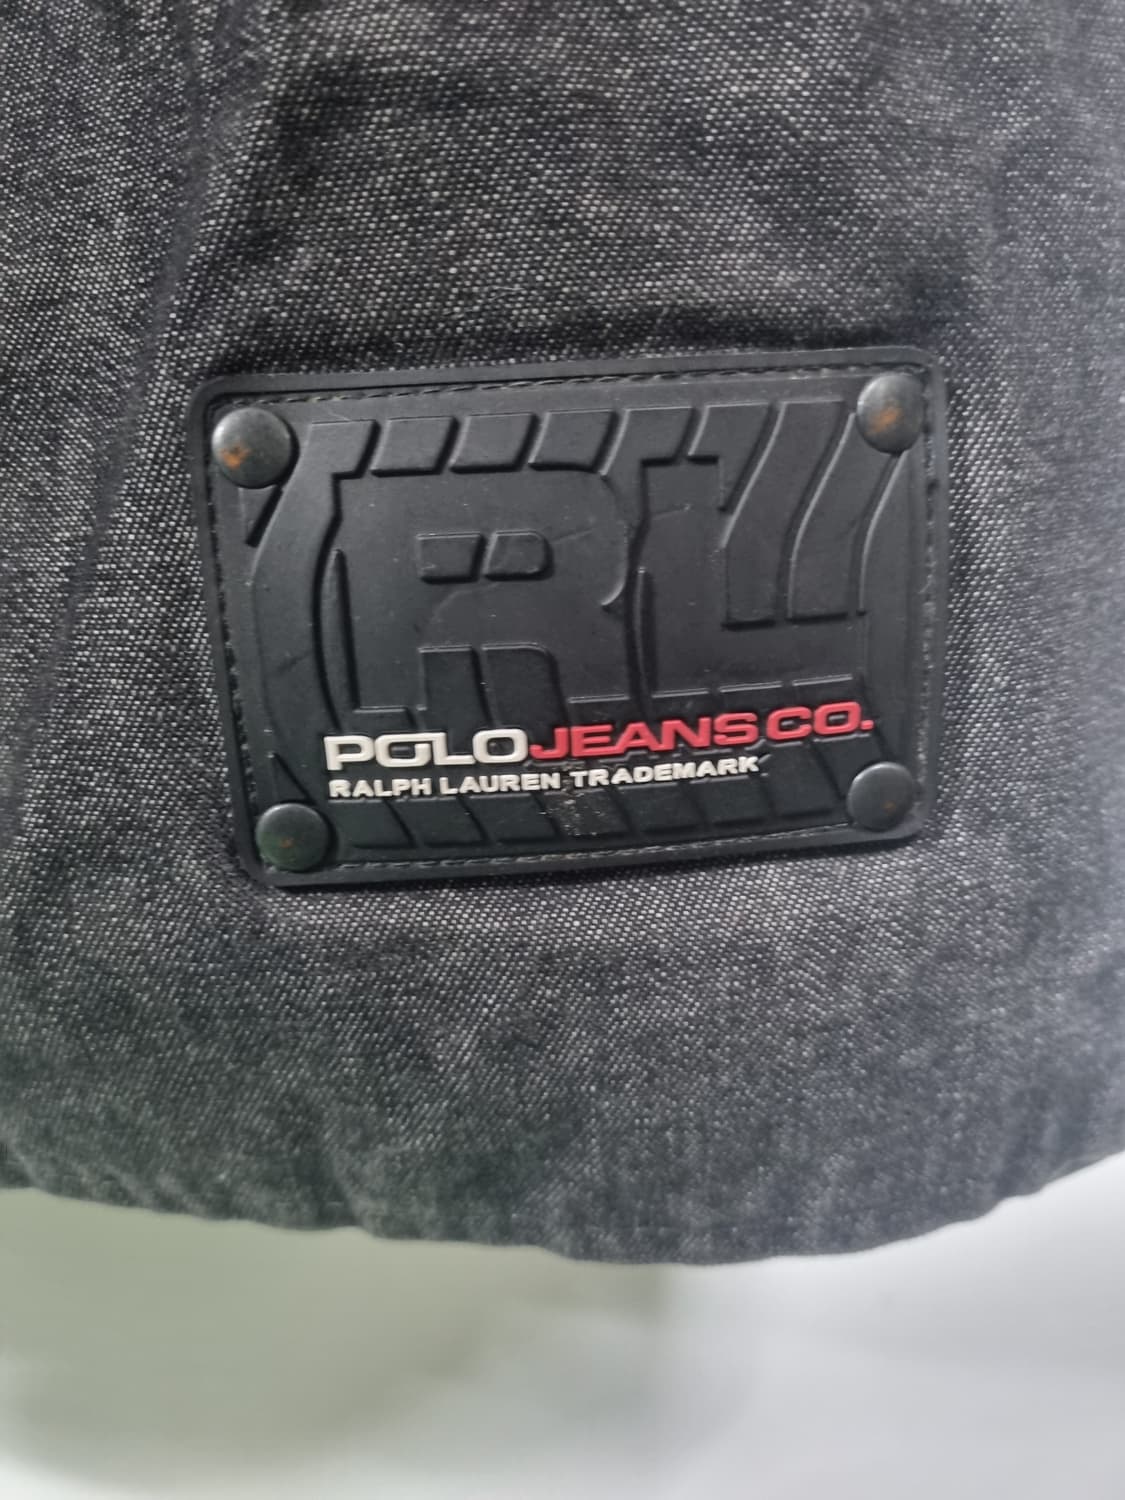 RL
POLO JEANS CO.
RALPH LAUREN TRADEMARK